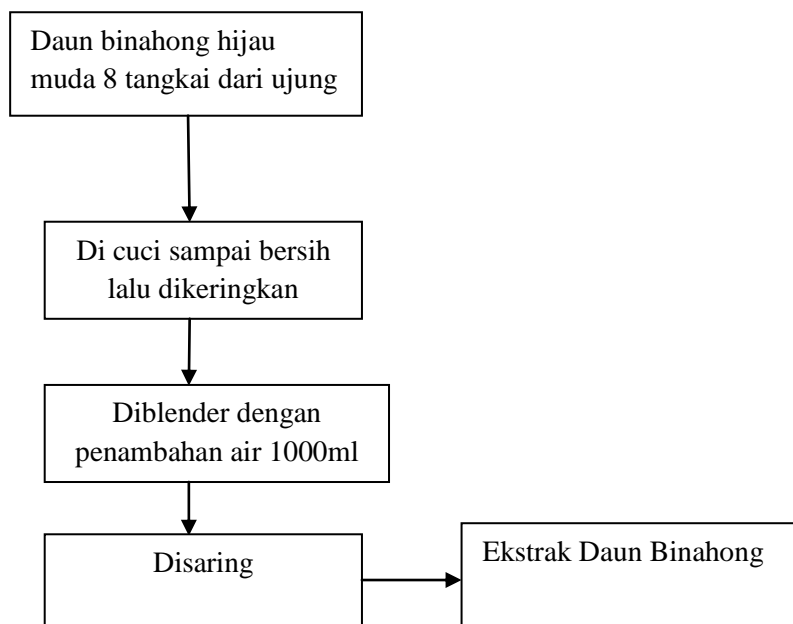 Daun binahong hijau
muda 8 tangkai dari ujung
Di cuci sampai bersih
lalu dikeringkan
Diblender dengan
penambahan air 1000ml
Disaring
Ekstrak Daun Binahong